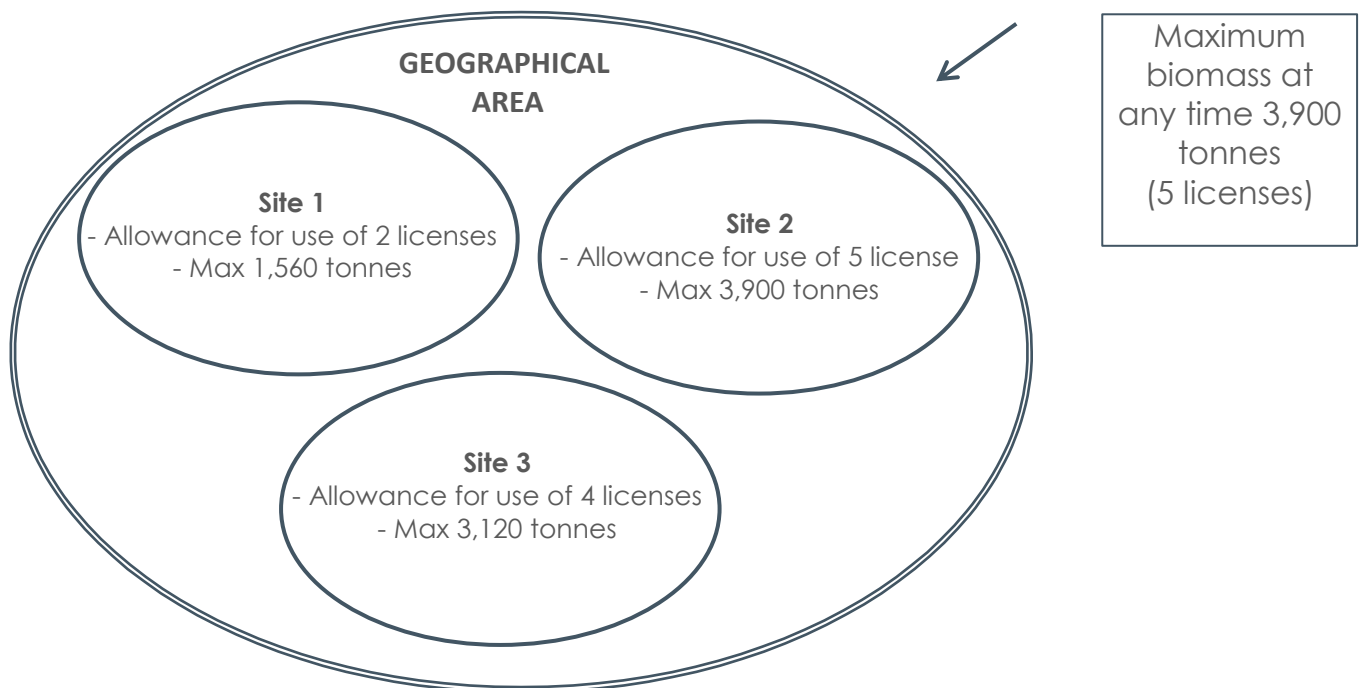 GEOGRAPHICAL
AREA
Site 1
- Allowance for use of 2 licenses
- Max 1,560 tonnes
Site 2
- Allowance for use of 5 license
- Max 3,900 tonnes
Site 3
- Allowance for use of 4 licenses
- Max 3,120 tonnes
Maximum
biomass at
any time 3,900
tonnes
(5 licenses)